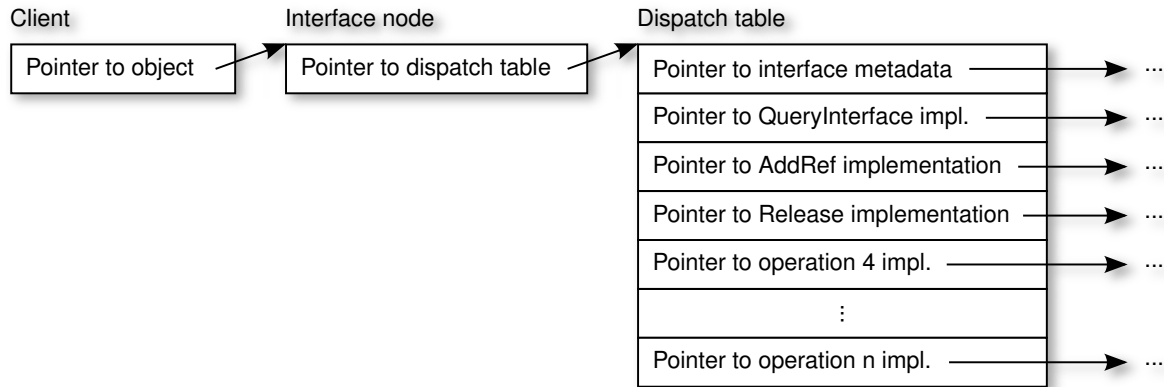 Client
Interface node
Dispatch table
Pointer to object
Pointer to dispatch table
Pointer to interface metadata
...
Pointer to QueryInterface impl.
...
Pointer to AddRef implementation
...
Pointer to Release implementation
...
Pointer to operation 4 impl.
...
⋮
Pointer to operation n impl.
...